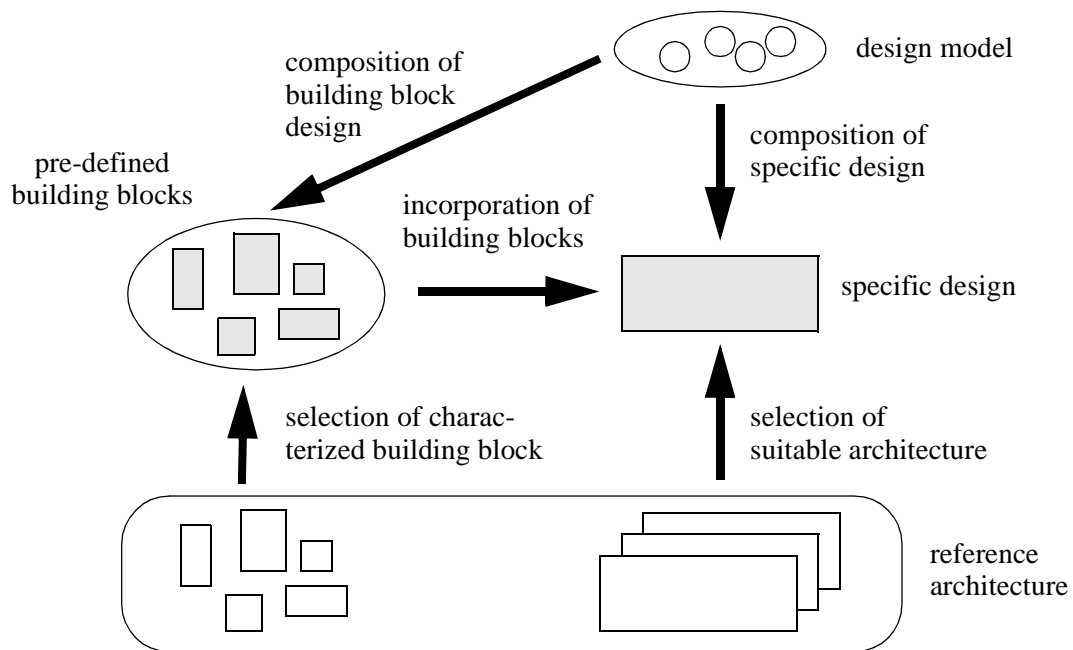 composition of
building block
design
design model
pre-defined
building blocks
composition of
specific design
incorporation of
building blocks
specific design
selection of charac-
terized building block
selection of
suitable architecture
reference
architecture